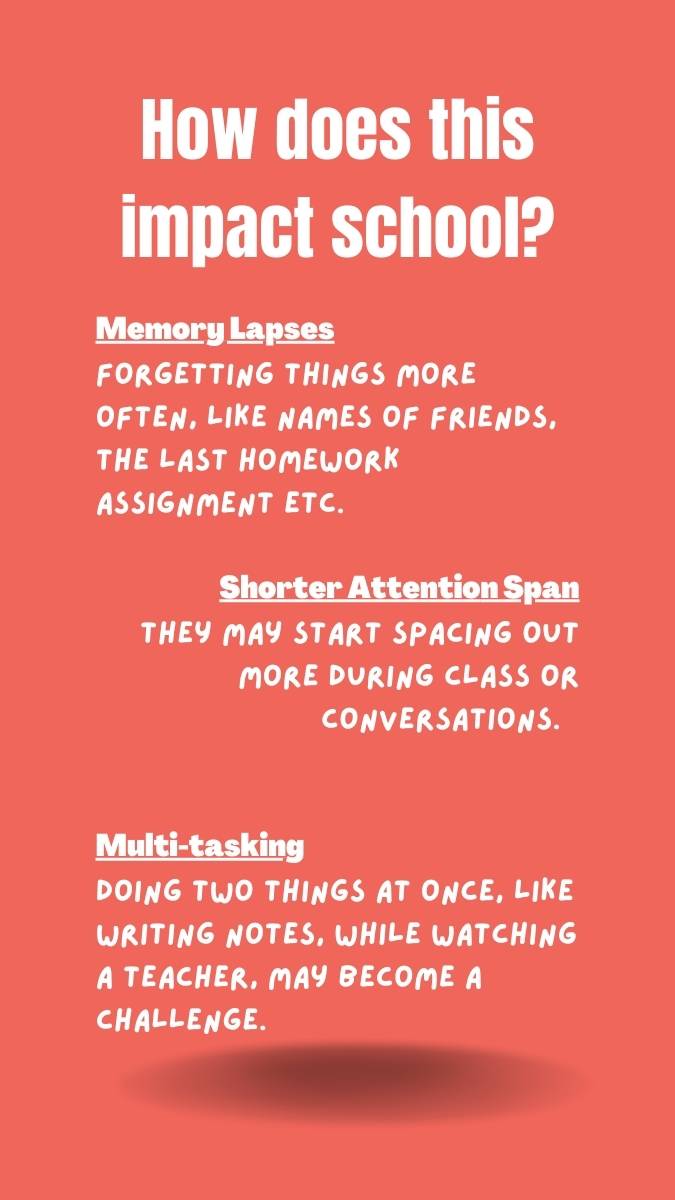 How does this
impact school?
Memory Lapses
FORGETTING THINGS MORE
OFTEN, LIKE NAMES OF FRIENDS,
THE LAST HOMEWORK
ASSIGNMENT ETC.
Shorter Attention Span
THEY MAY START SPACING OUT
MORE DURING CLASS OR
CONVERSATIONS.
Multi-tasking
DOING TWO THINGS AT ONCE, LIKE
WRITING NOTES, WHILE WATCHING
A TEACHER, MAY BECOME A
CHALLENGE.